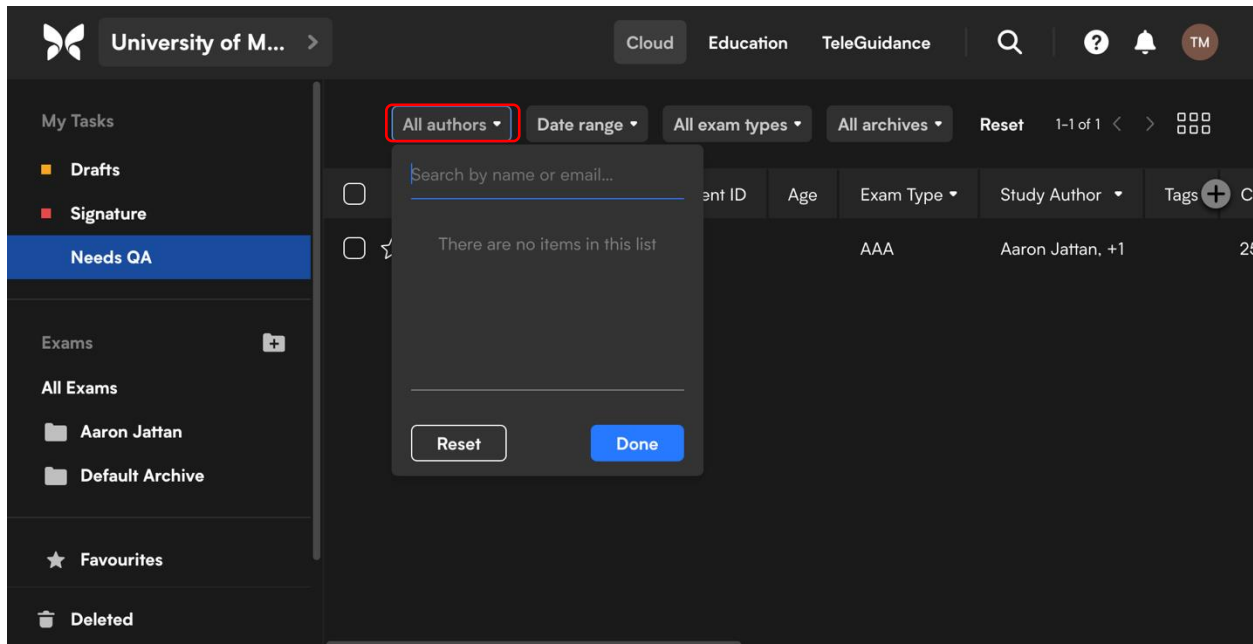 University of M... >
Cloud Education TeleGuidance
? TM
My Tasks
Drafts
Signature
Needs QA
Exams
All Exams
Aaron Jattan
Default Archive
Favourites
Deleted
All authors Date range All exam types All archives Reset 1-1 of 1 < >
Search by name or email...
There are no items in this list
Reset Done
ent ID Age Exam Type Study Author Tags + C
AAA Aaron Jattan, +1 25